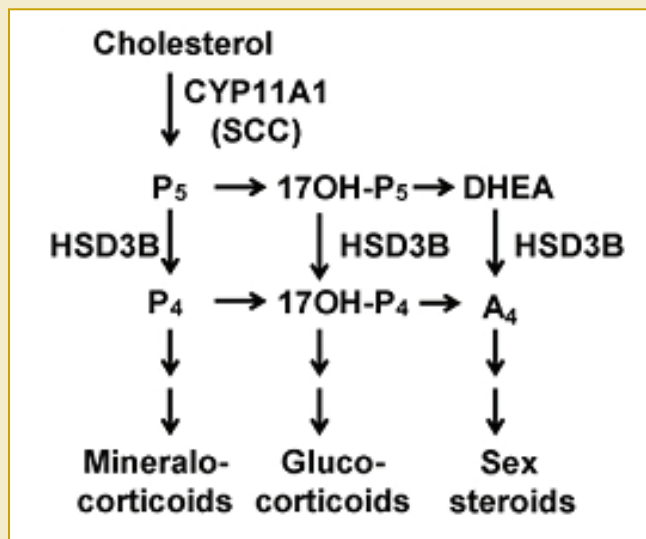 Cholesterol
CYP11A1
(SCC)
P₅ → 17OH-P₅ → DHEA
HSD3B HSD3B HSD3B
P₄ → 17OH-P₄ → A₄
Mineralo- Gluco- Sex
corticoids corticoids steroids